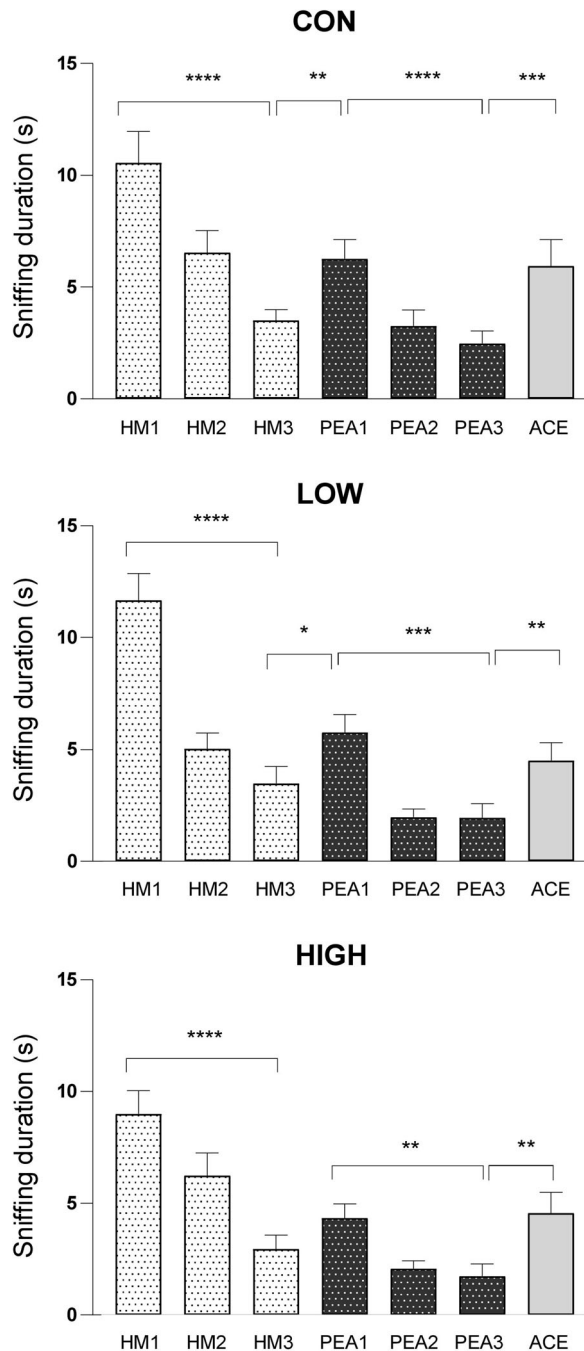 CON
Sniffing duration (s)
15
10
5
0
**** ** **** ***
HM1 HM2 HM3 PEA1 PEA2 PEA3 ACE
LOW
Sniffing duration (s)
15
10
5
0
****
* *** **
HM1 HM2 HM3 PEA1 PEA2 PEA3 ACE
HIGH
Sniffing duration (s)
15
10
5
0
****
** **
HM1 HM2 HM3 PEA1 PEA2 PEA3 ACE